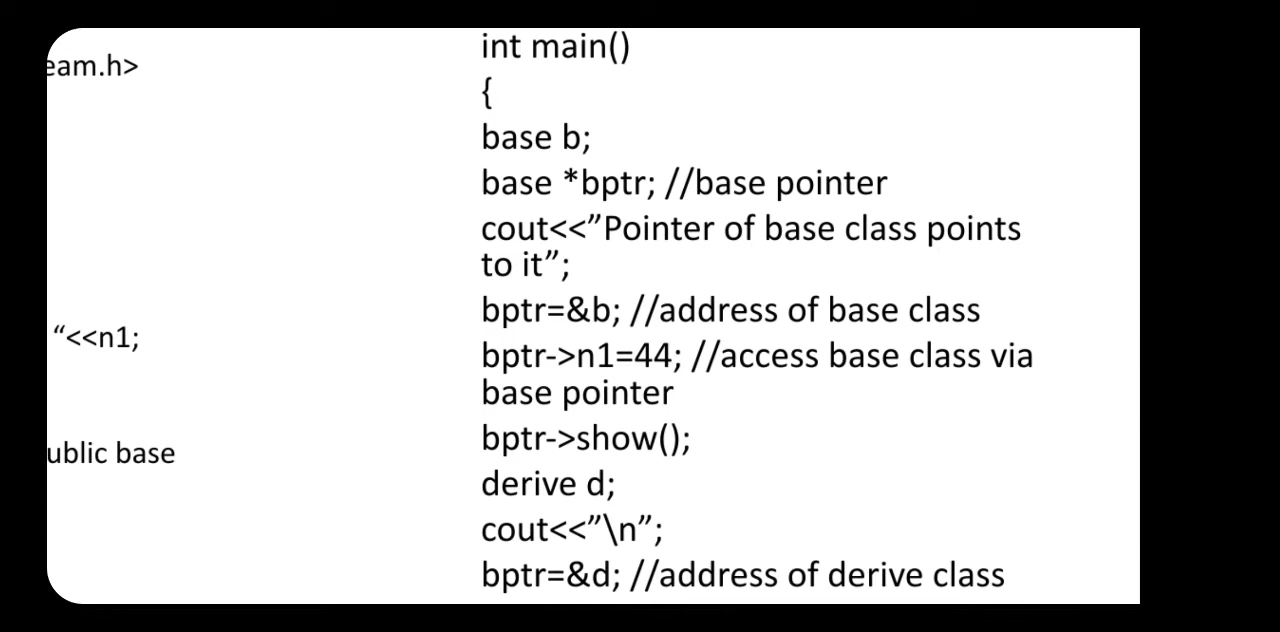 eam.h>
“<<n1;
ublic base
int main()
{
base b;
base *bptr; //base pointer
cout<<”Pointer of base class points
to it”;
bptr=&b; //address of base class
bptr->n1=44; //access base class via
base pointer
bptr->show();
derive d;
cout<<”\n”;
bptr=&d; //address of derive class